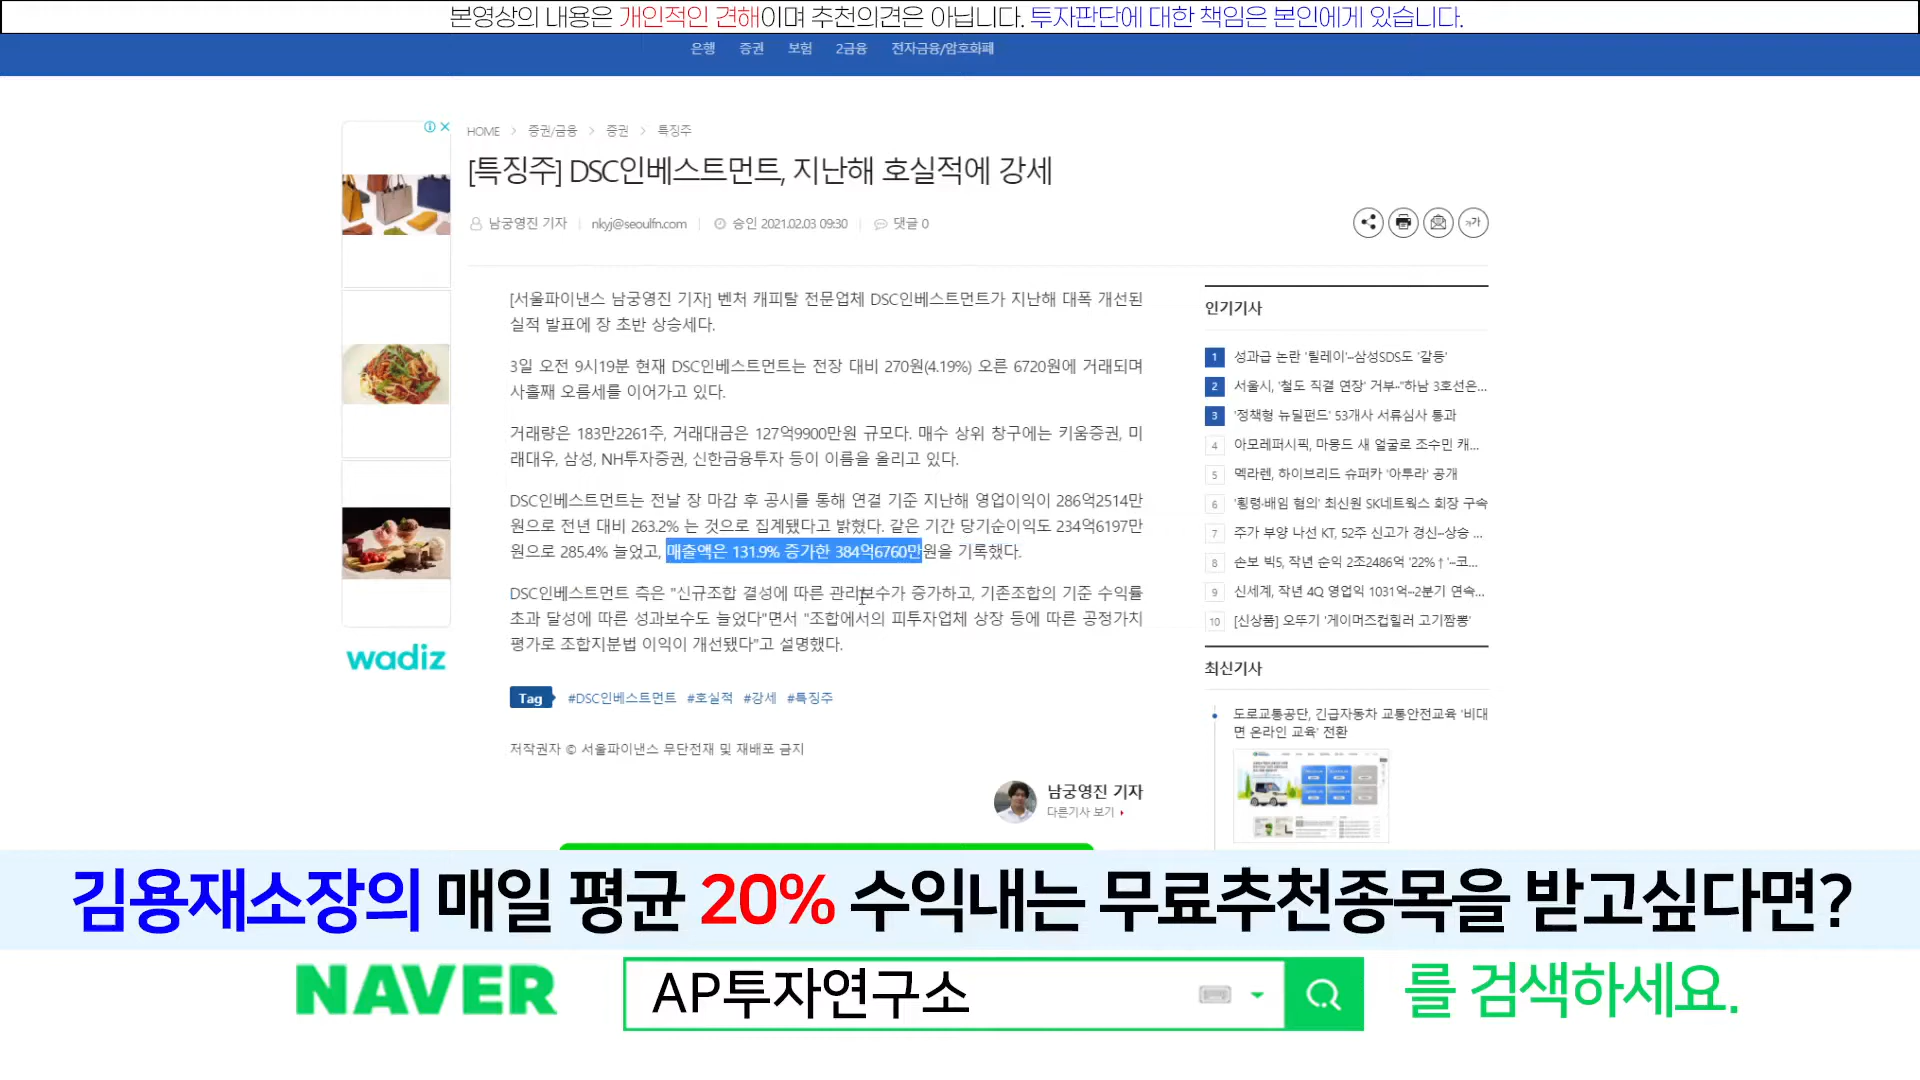 본영상의 내용은 개인적인 견해이며 추천의견은 아닙니다. 투자판단에 대한 책임은 본인에게 있습니다.
은행 증권 보험 2금융 전자금융/암호화폐
HOME > 증권/금융 > 증권 > 특징주
[특징주] DSC인베스트먼트, 지난해 호실적에 강세
남궁영진 기자 nkyj@seoulfn.com 승인 2021.02.03 09:30 댓글 0
[서울파이낸스 남궁영진 기자] 벤처 캐피탈 전문업체 DSC인베스트먼트가 지난해 대폭 개선된
실적 발표에 장 초반 상승세다.
3일 오전 9시19분 현재 DSC인베스트먼트는 전장 대비 270원(4.19%) 오른 6720원에 거래되며
사흘째 오름세를 이어가고 있다.
거래량은 183만2261주, 거래대금은 127억9900만원 규모다. 매수 상위 창구에는 키움증권, 미
래대우, 삼성, NH투자증권, 신한금융투자 등이 이름을 올리고 있다.
DSC인베스트먼트는 전날 장 마감 후 공시를 통해 연결 기준 지난해 영업이익이 286억2514만
원으로 전년 대비 263.2% 는 것으로 집계됐다고 밝혔다. 같은 기간 당기순이익도 234억6197만
원으로 285.4% 늘었고, 매출액은 131.9% 증가한 384억6760만원을 기록했다.
DSC인베스트먼트 측은 "신규조합 결성에 따른 관리보수가 증가하고, 기존조합의 기준 수익률
초과 달성에 따른 성과보수도 늘었다"면서 "조합에서의 피투자업체 상장 등에 따른 공정가치
평가로 조합지분법 이익이 개선됐다"고 설명했다.
Tag #DSC인베스트먼트 #호실적 #강세 #특징주
저작권자 © 서울파이낸스 무단전재 및 재배포 금지
남궁영진 기자
다른기사 보기
wadiz
가
인기기사
1 성과급 논란 '릴레이'···삼성SDS도 '갈등'
2 서울시, '철도 직결 연장' 거부···"하남 3호선은...
3 '정책형 뉴딜펀드' 53개사 서류심사 통과
4 아모레퍼시픽, 마몽드 새 얼굴로 조수민 캐...
5 멕라렌, 하이브리드 슈퍼카 '아투라' 공개
6 '횡령·배임 혐의' 최신원 SK네트웍스 회장 구속
7 주가 부양 나선 KT, 52주 신고가 경신···상승 ...
8 손보 빅5, 작년 순익 2조2486억 '22%↑'···코...
9 신세계, 작년 4Q 영업익 1031억···2분기 연속...
10 [신상품] 오뚜기 '게이머즈컵힐러 고기짬뽕'
최신기사
도로교통공단, 긴급자동차 교통안전교육 '비대
면 온라인 교육' 전환
김용재소장의 매일 평균 20% 수익내는 무료추천종목을 받고싶다면?
NAVER AP투자연구소 를 검색하세요.